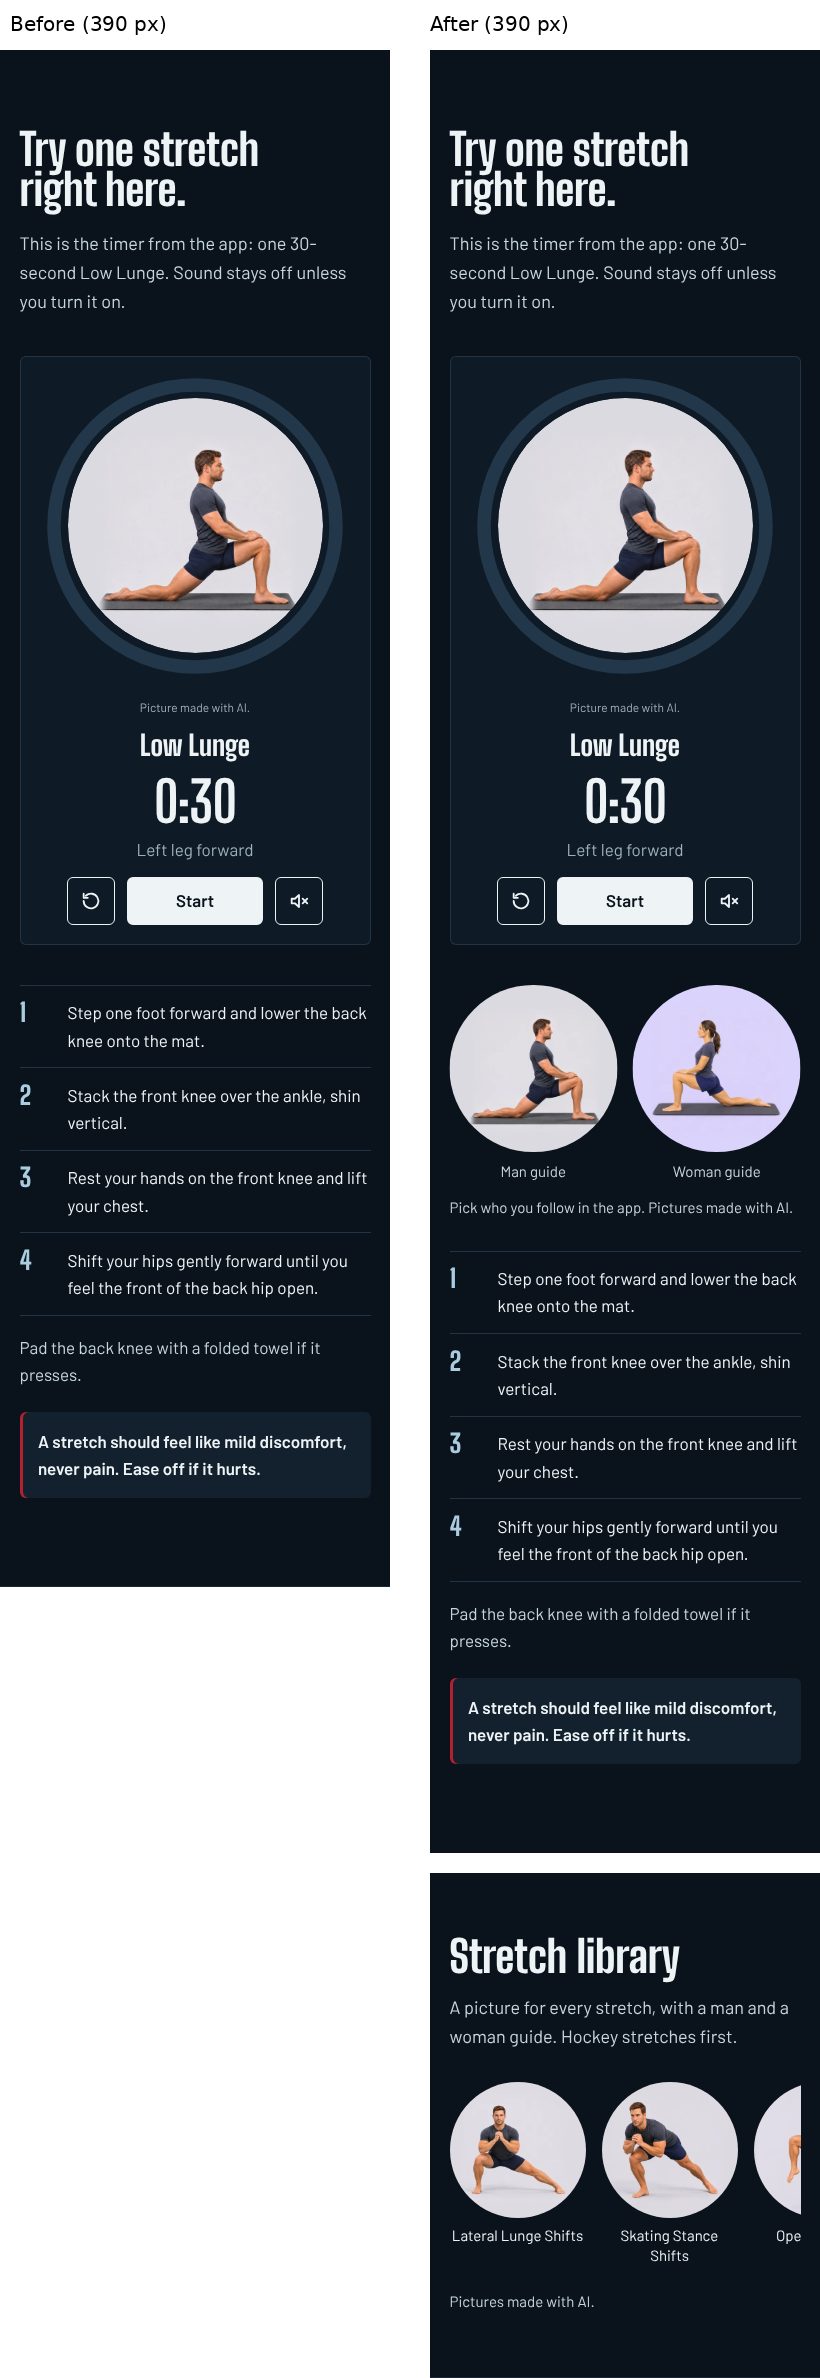 Before (390 px)
Try one stretch
right here.
This is the timer from the app: one 30-
second Low Lunge. Sound stays off unless
you turn it on.
Picture made with AI.
Low Lunge
0:30
Left leg forward
Start
1 Step one foot forward and lower the back
knee onto the mat.
2 Stack the front knee over the ankle, shin
vertical.
3 Rest your hands on the front knee and lift
your chest.
4 Shift your hips gently forward until you
feel the front of the back hip open.
Pad the back knee with a folded towel if it
presses.
A stretch should feel like mild discomfort,
never pain. Ease off if it hurts.
After (390 px)
Try one stretch
right here.
This is the timer from the app: one 30-
second Low Lunge. Sound stays off unless
you turn it on.
Picture made with AI.
Low Lunge
0:30
Left leg forward
Start
Man guide
Woman guide
Pick who you follow in the app. Pictures made with AI.
1 Step one foot forward and lower the back
knee onto the mat.
2 Stack the front knee over the ankle, shin
vertical.
3 Rest your hands on the front knee and lift
your chest.
4 Shift your hips gently forward until you
feel the front of the back hip open.
Pad the back knee with a folded towel if it
presses.
A stretch should feel like mild discomfort,
never pain. Ease off if it hurts.
Stretch library
A picture for every stretch, with a man and a
woman guide. Hockey stretches first.
Lateral Lunge Shifts
Skating Stance
Shifts
Ope
Pictures made with AI.